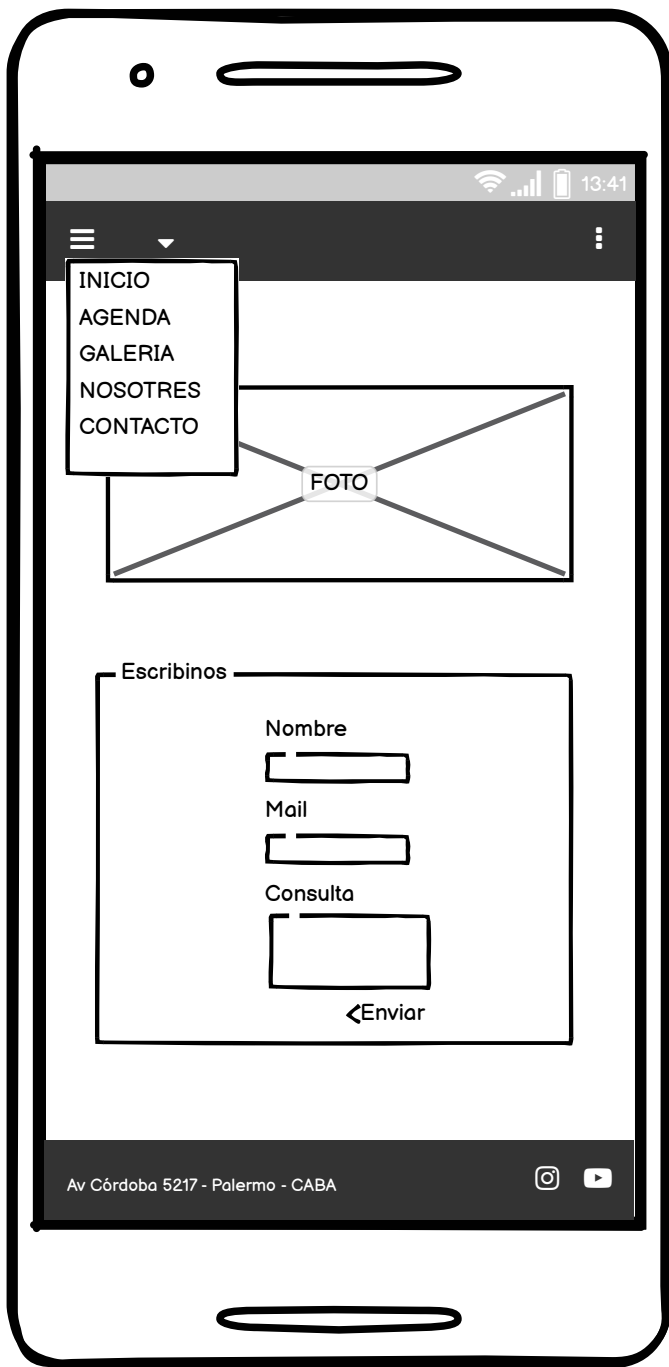 13:41
INICIO
AGENDA
GALERIA
NOSOTRES
CONTACTO
FOTO
Escribinos
Nombre
Mail
Consulta
<Enviar
Av Córdoba 5217 - Palermo - CABA